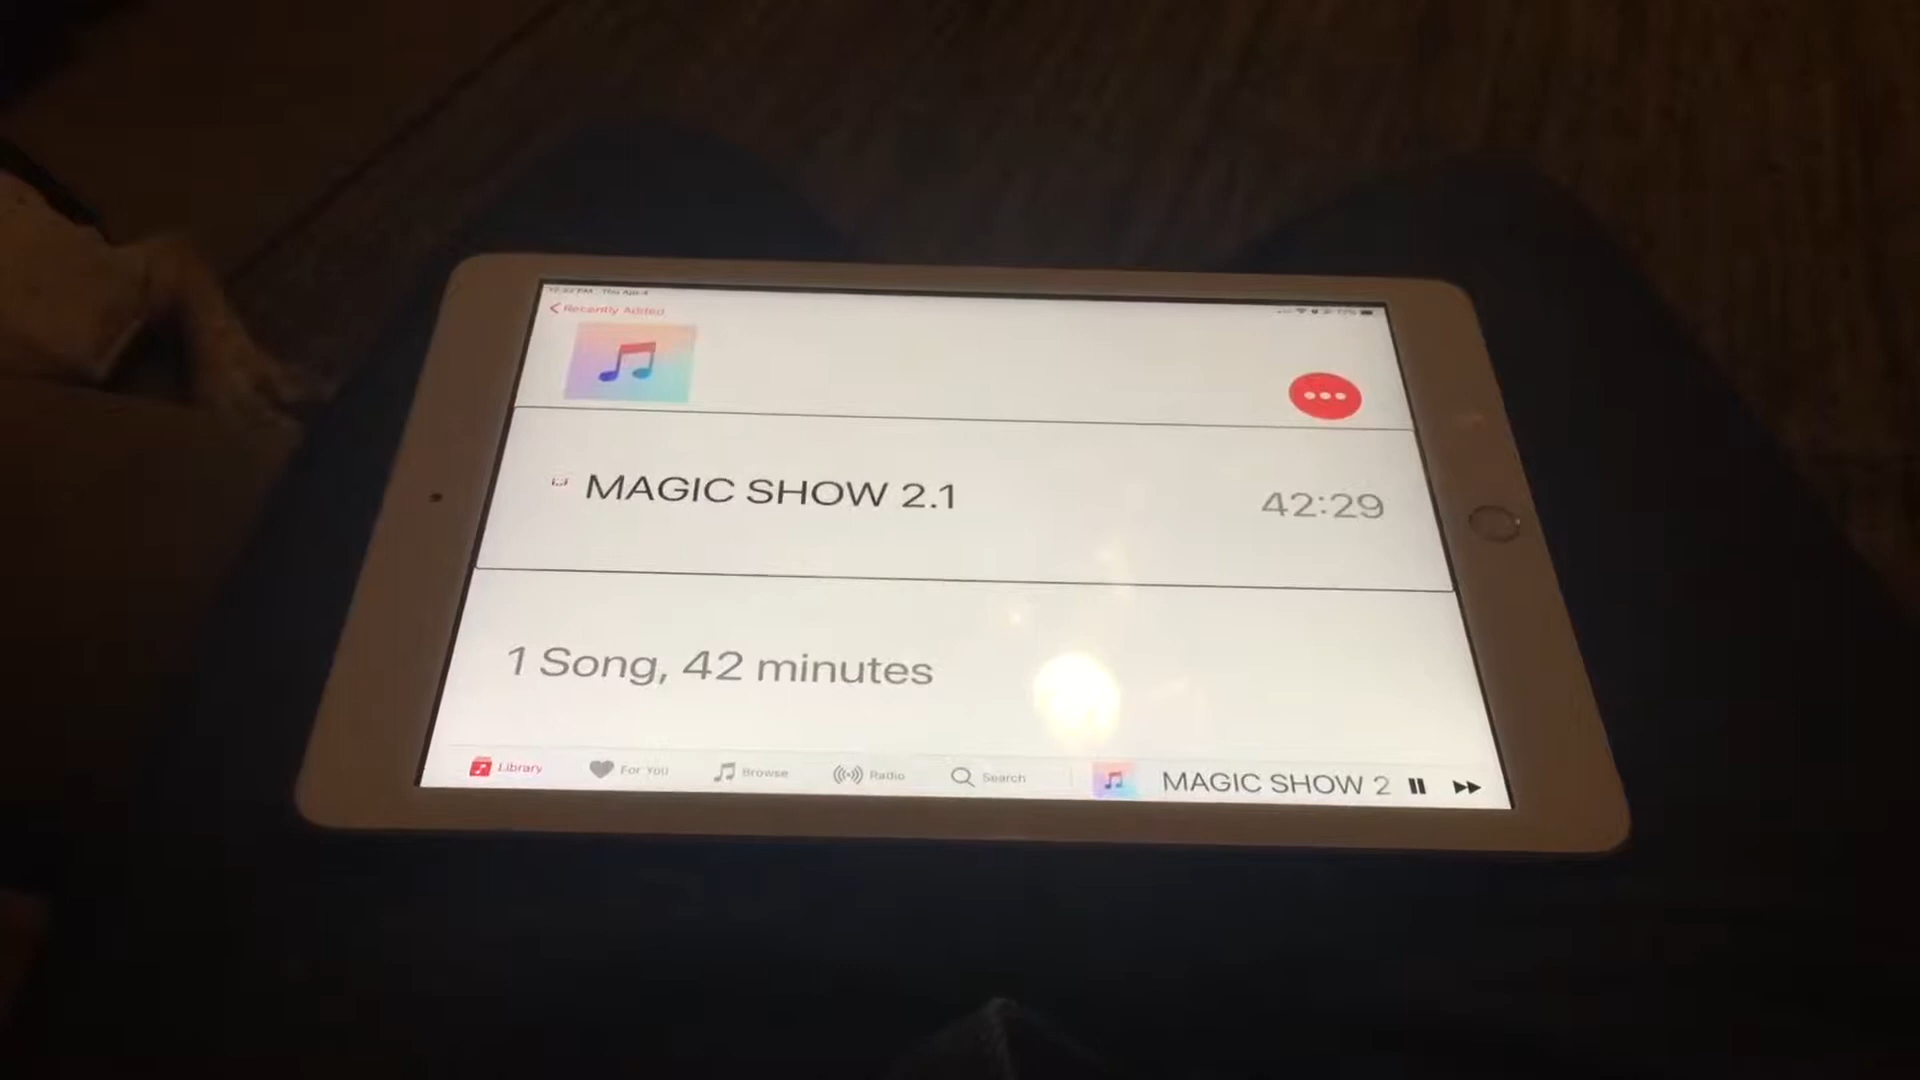 Recently Added
MAGIC SHOW 2.1
42:29
1 Song, 42 minutes
Library
For You
Browse
Radio
Search
MAGIC SHOW 2